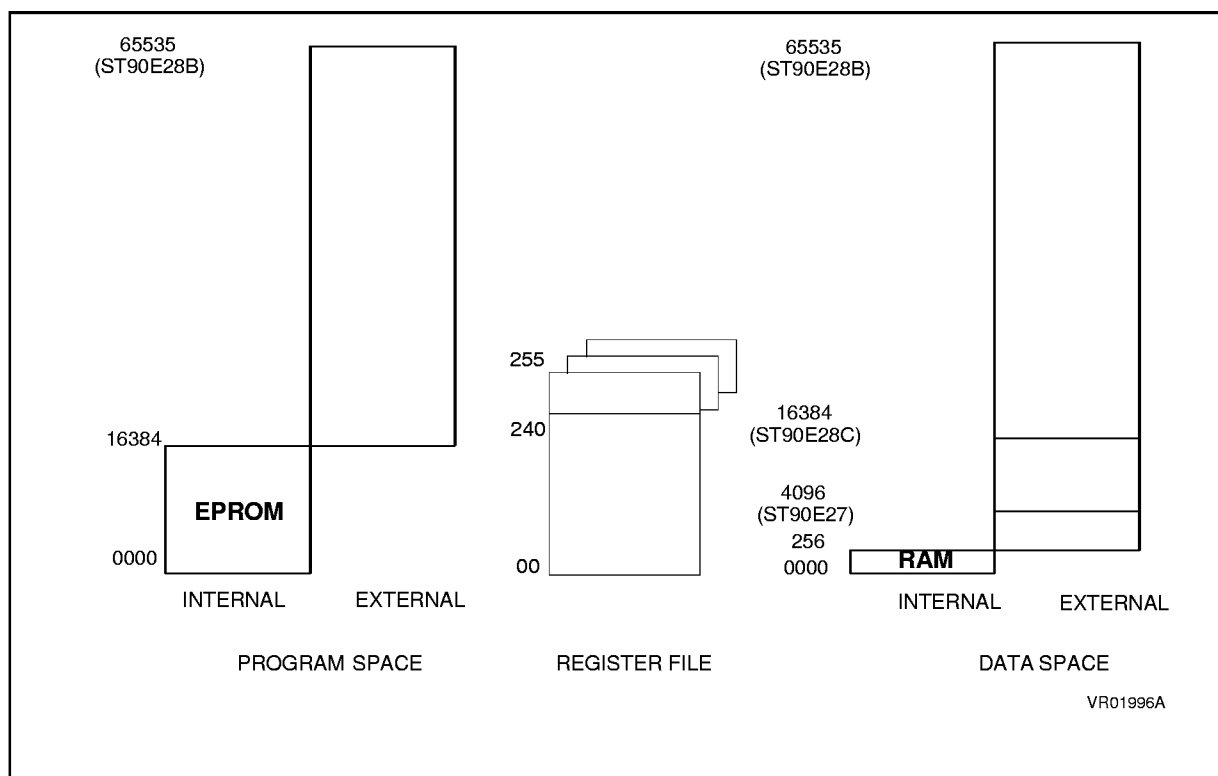 65535
(ST90E28B)
16384
EPROM
0000
INTERNAL
EXTERNAL
PROGRAM SPACE
255
240
00
REGISTER FILE
65535
(ST90E28B)
16384
(ST90E28C)
4096
(ST90E27)
256
0000
RAM
INTERNAL
EXTERNAL
DATA SPACE
VR01996A